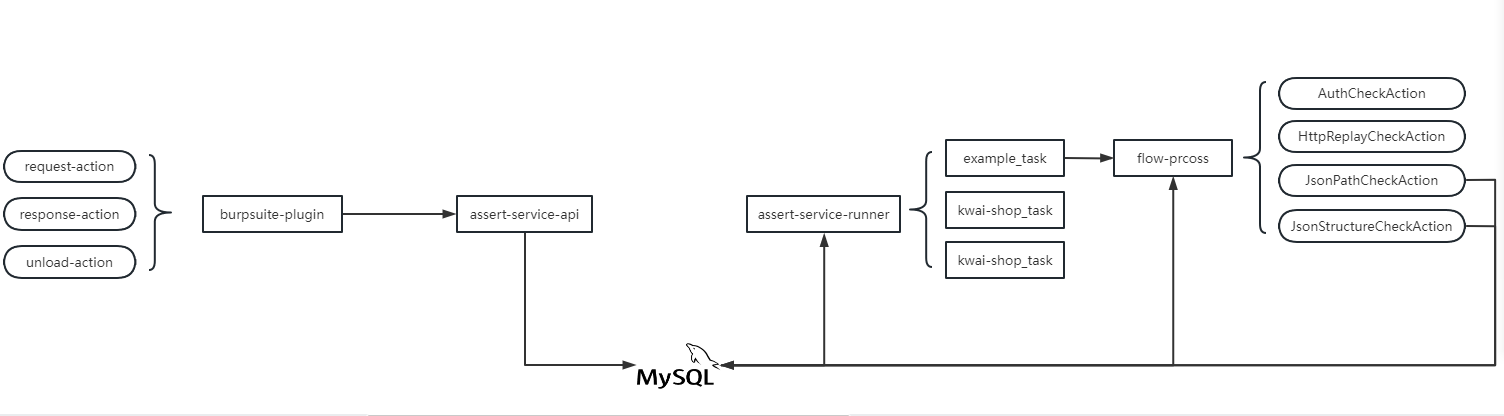 request-action
response-action
unload-action
burpsuite-plugin
assert-service-api
MySQL
assert-service-runner
example_task
kwai-shop_task
kwai-shop_task
flow-prcoss
AuthCheckAction
HttpReplayCheckAction
JsonPathCheckAction
JsonStructureCheckAction